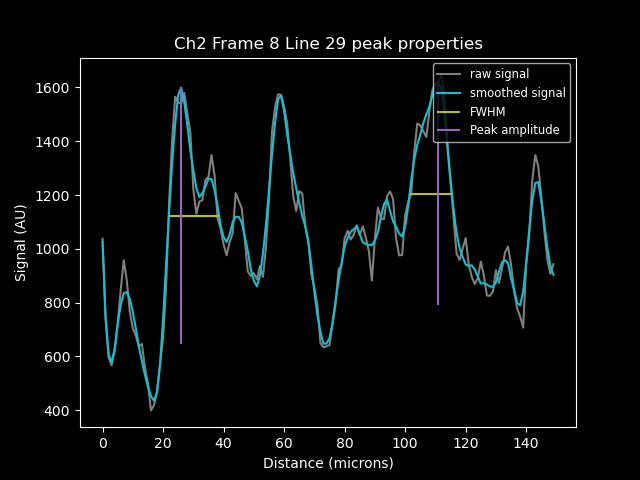 Ch2 Frame 8 Line 29 peak properties
raw signal
smoothed signal
FWHM
Peak amplitude
Signal (AU)
1600
1400
1200
1000
800
600
400
0 20 40 60 80 100 120 140
Distance (microns)